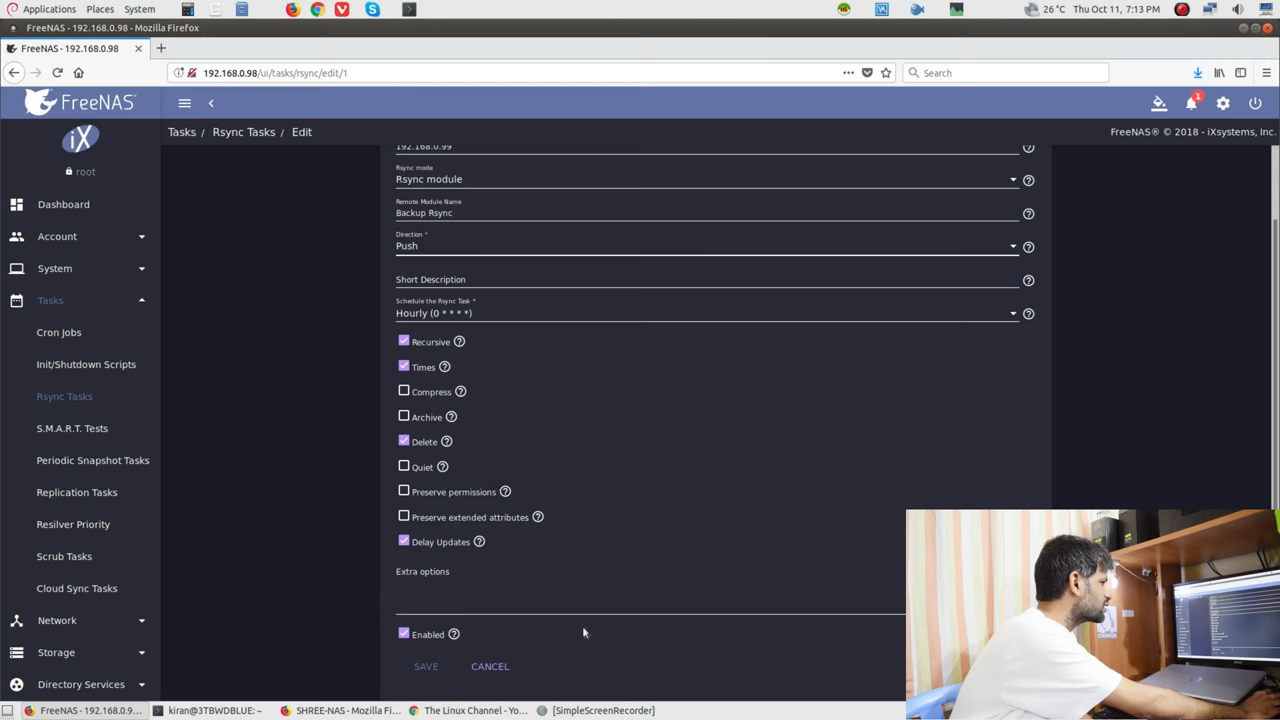 Applications Places System 26 °C Thu Oct 11, 7:13 PM
FreeNAS - 192.168.0.98 - Mozilla Firefox
FreeNAS - 192.168.0.98
192.168.0.98/ui/tasks/rsync/edit/1 Search
FreeNAS 1
Tasks / Rsync Tasks / Edit FreeNAS® © 2018 - iXsystems, Inc.
iX
root
Dashboard
Account
System
Tasks
Cron Jobs
Init/Shutdown Scripts
Rsync Tasks
S.M.A.R.T. Tests
Periodic Snapshot Tasks
Replication Tasks
Resilver Priority
Scrub Tasks
Cloud Sync Tasks
Network
Storage
Directory Services
192.168.0.99
Rsync mode
Rsync module
Remote Module Name
Backup Rsync
Direction *
Push
Short Description
Schedule the Rsync Task *
Hourly (0 * * * *)
Recursive
Times
Compress
Archive
Delete
Quiet
Preserve permissions
Preserve extended attributes
Delay Updates
Extra options
Enabled
SAVE CANCEL
FreeNAS - 192.168.0.9... kiran@3TBWDBLUE: ~ SHREE-NAS - Mozilla Fi... The Linux Channel - Yo... [SimpleScreenRecorder]